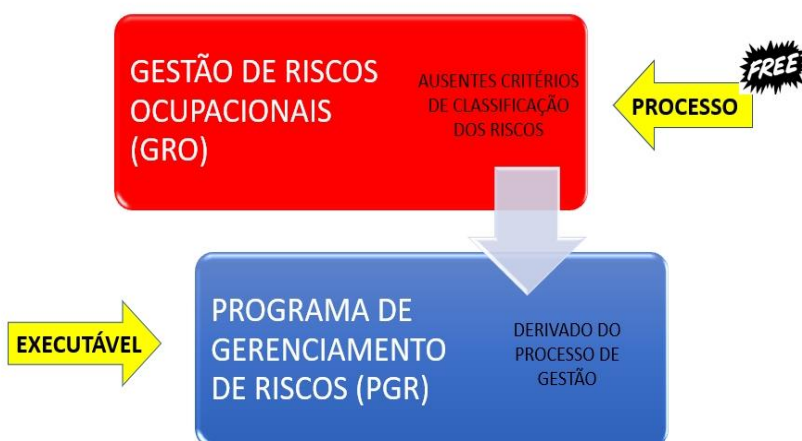 GESTÃO DE RISCOS
OCUPACIONAIS
(GRO)
AUSENTES CRITÉRIOS
DE CLASSIFICAÇÃO
DOS RISCOS
PROCESSO
FREE
EXECUTÁVEL
PROGRAMA DE
GERENCIAMENTO
DE RISCOS (PGR)
DERIVADO DO
PROCESSO DE
GESTÃO